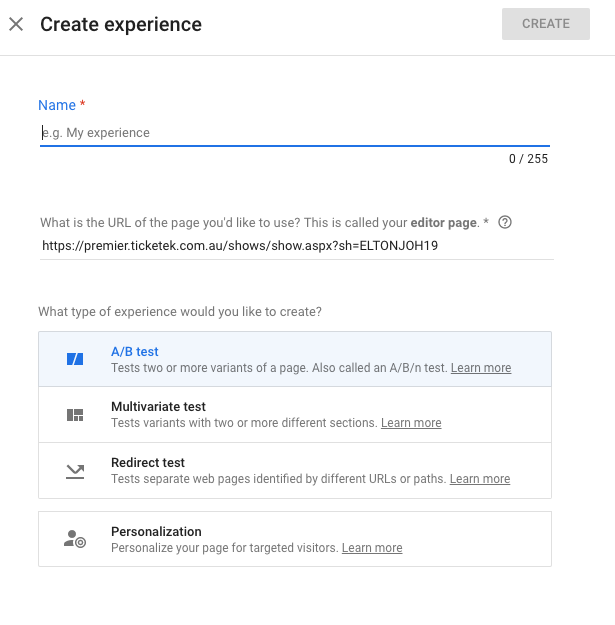 Create experience
CREATE
Name *
e.g. My experience
0 / 255
What is the URL of the page you'd like to use? This is called your editor page. *
https://premier.ticketek.com.au/shows/show.aspx?sh=ELTONJOH19
What type of experience would you like to create?
A/B test
Tests two or more variants of a page. Also called an A/B/n test. Learn more
Multivariate test
Tests variants with two or more different sections. Learn more
Redirect test
Tests separate web pages identified by different URLs or paths. Learn more
Personalization
Personalize your page for targeted visitors. Learn more